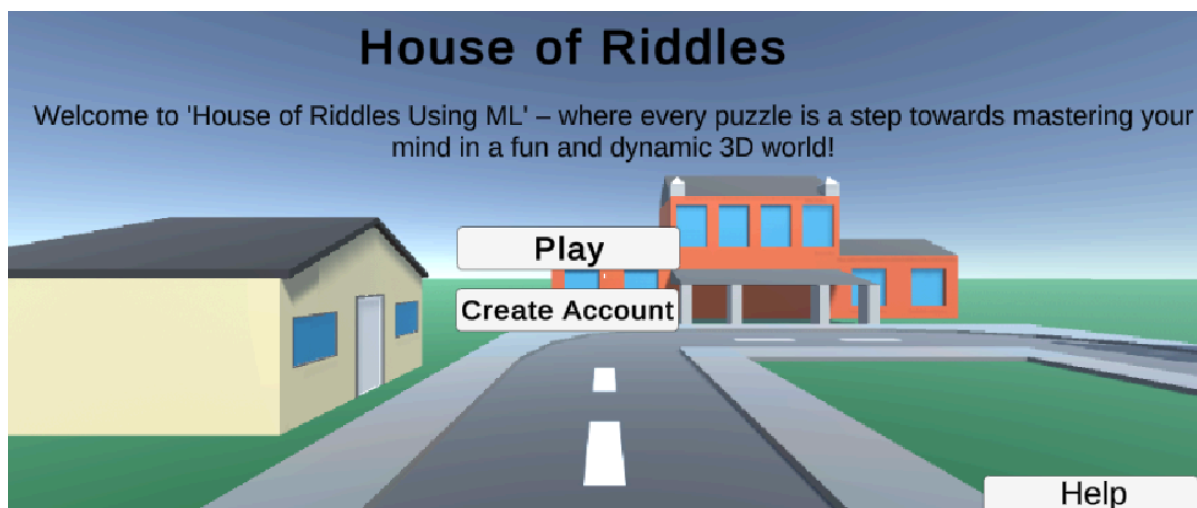 House of Riddles
Welcome to 'House of Riddles Using ML' – where every puzzle is a step towards mastering your
mind in a fun and dynamic 3D world!
Play
Create Account
Help